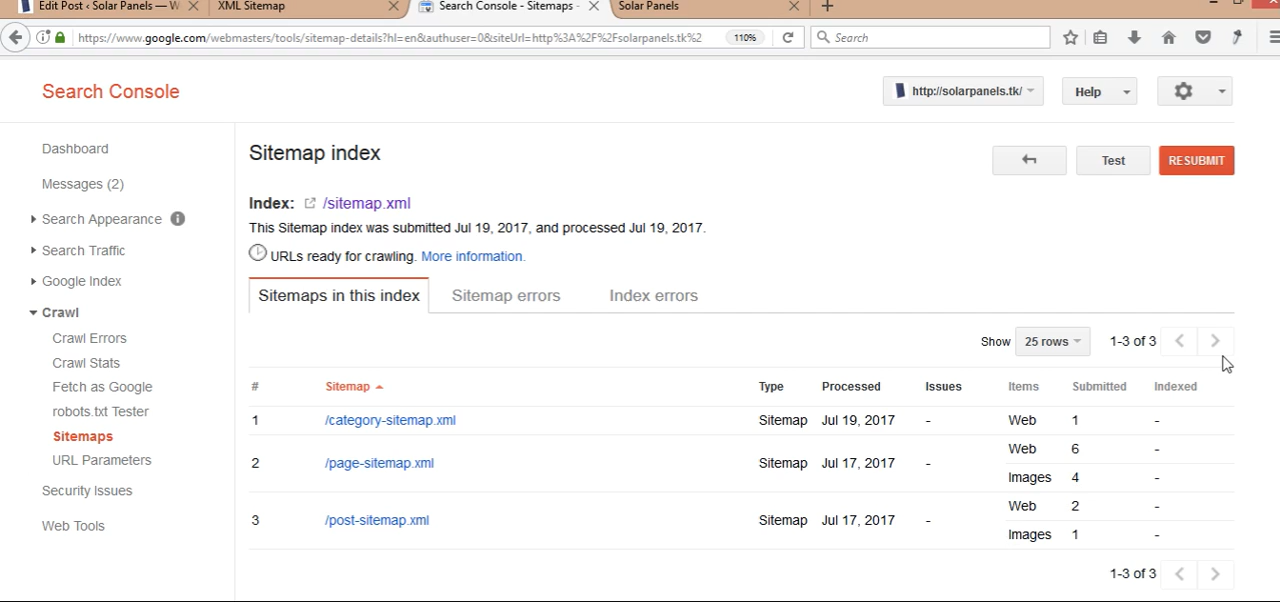 Edit Post ‹ Solar Panels — W
XML Sitemap
Search Console - Sitemaps -
Solar Panels
https://www.google.com/webmasters/tools/sitemap-details?hl=en&authuser=0&siteUrl=http%3A%2F%2Fsolarpanels.tk%2
110%
Search
Search Console
http://solarpanels.tk/
Help
Dashboard
Messages (2)
Search Appearance
Search Traffic
Google Index
Crawl
Crawl Errors
Crawl Stats
Fetch as Google
robots.txt Tester
Sitemaps
URL Parameters
Security Issues
Web Tools
Sitemap index
Test
RESUBMIT
Index: /sitemap.xml
This Sitemap index was submitted Jul 19, 2017, and processed Jul 19, 2017.
URLs ready for crawling. More information.
Sitemaps in this index Sitemap errors Index errors
Show 25 rows 1-3 of 3
# Sitemap Type Processed Issues Items Submitted Indexed
1 /category-sitemap.xml Sitemap Jul 19, 2017 - Web 1 -
2 /page-sitemap.xml Sitemap Jul 17, 2017 - Web 6 -
Images 4 -
3 /post-sitemap.xml Sitemap Jul 17, 2017 - Web 2 -
Images 1 -
1-3 of 3